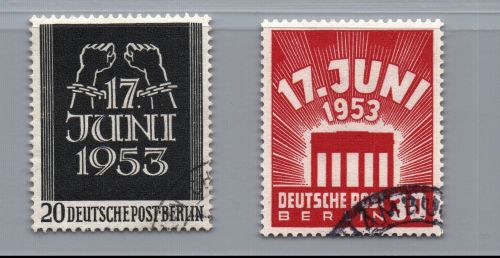 17.
JUNI
1953
20 DEUTSCHE POST BERLIN
17. JUNI
1953
DEUTSCHE POST
BERLIN